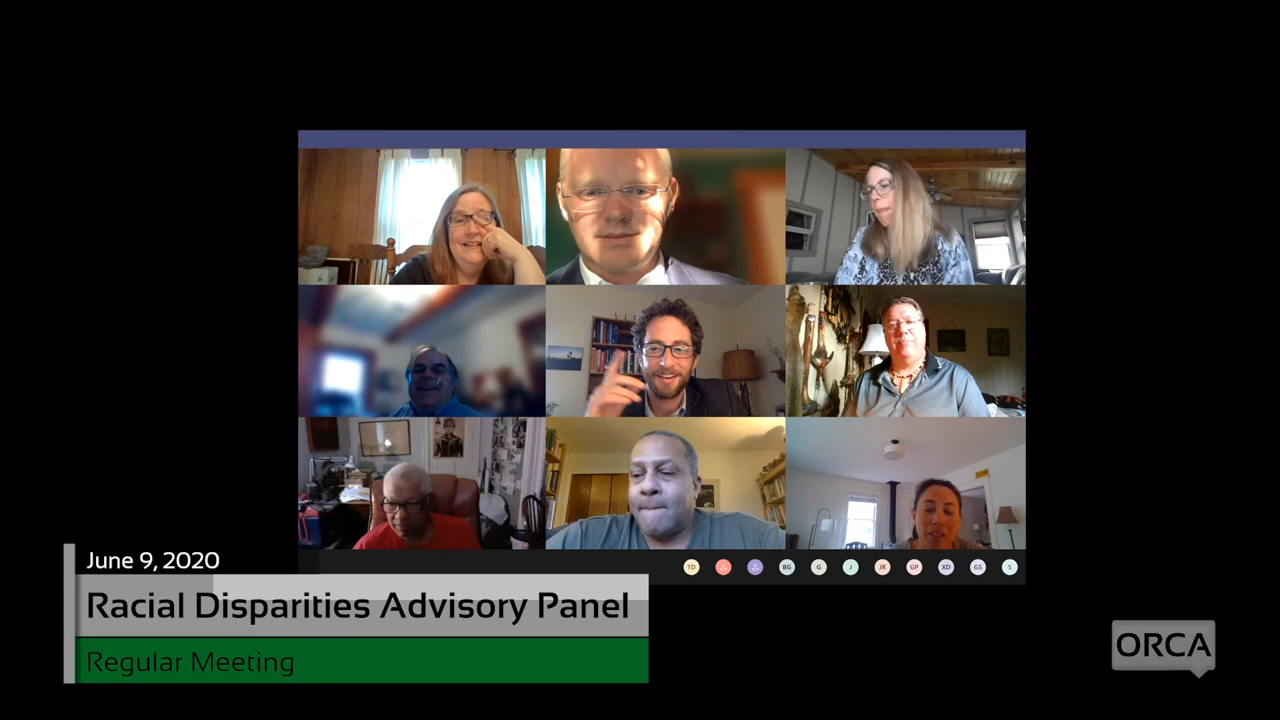 TD
BG
G
J
JR
GP
XD
GS
S
June 9, 2020
Racial Disparities Advisory Panel
Regular Meeting
ORCA